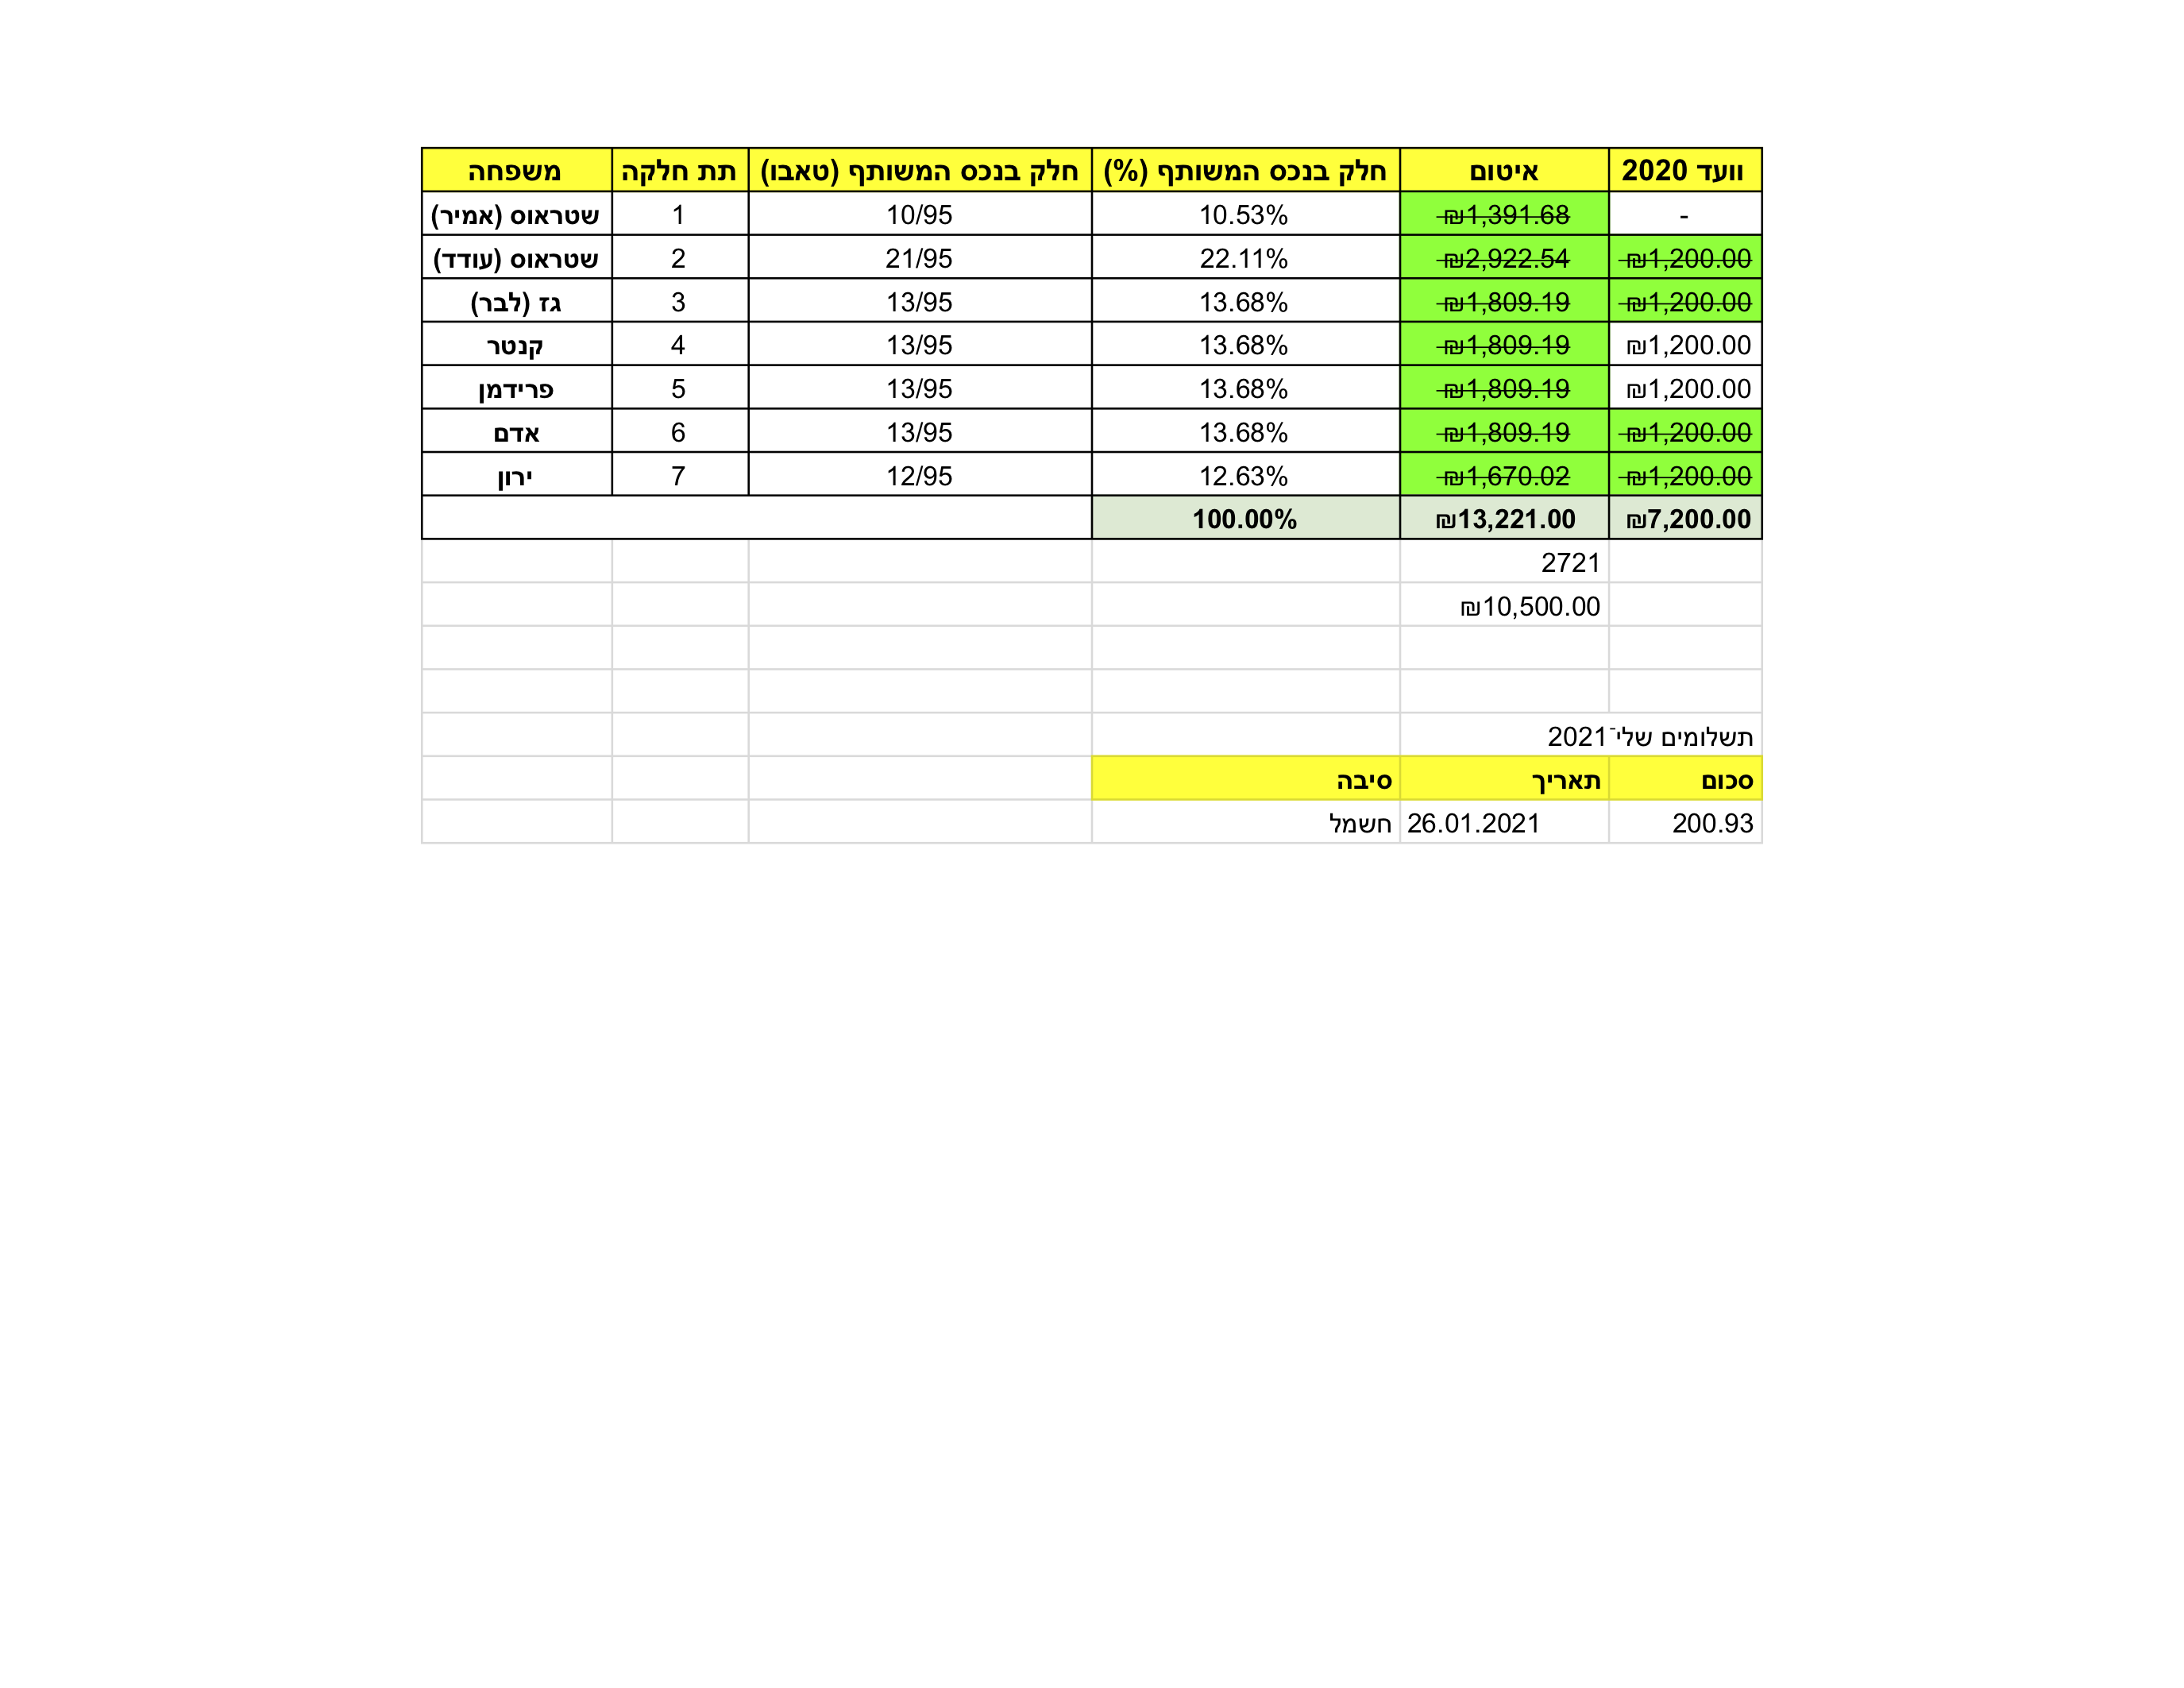 משפחה תת חלקה חלק בנכס המשותף (טאבו) חלק בנכס המשותף (%) איטום וועד 2020
שטראוס (אמיר) 1 10/95 10.53% ₪1,391.68 -
שטראוס (עודד) 2 21/95 22.11% ₪2,922.54 ₪1,200.00
גז (לבר) 3 13/95 13.68% ₪1,809.19 ₪1,200.00
קנטר 4 13/95 13.68% ₪1,809.19 ₪1,200.00
פרידמן 5 13/95 13.68% ₪1,809.19 ₪1,200.00
אדם 6 13/95 13.68% ₪1,809.19 ₪1,200.00
ירון 7 12/95 12.63% ₪1,670.02 ₪1,200.00
100.00% ₪13,221.00 ₪7,200.00
2721
₪10,500.00
תשלומים שלי־2021
סכום תאריך סיבה
200.93 26.01.2021 חשמל